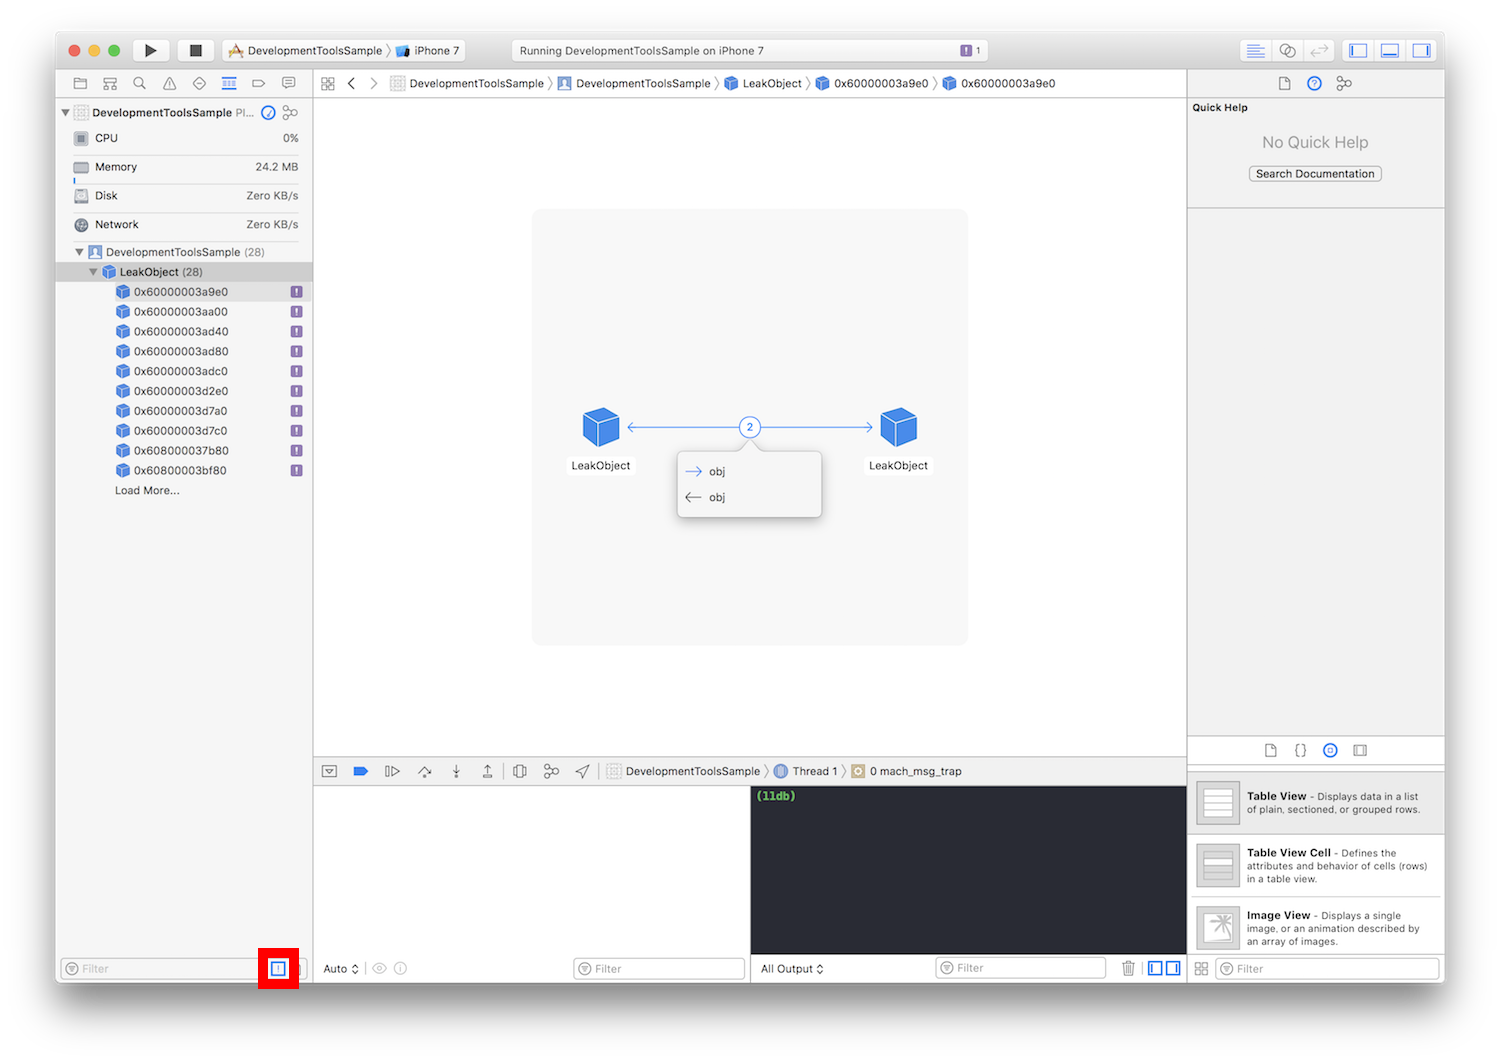 DevelopmentToolsSample iPhone 7
Running DevelopmentToolsSample on iPhone 7
1
DevelopmentToolsSample DevelopmentToolsSample LeakObject 0x60000003a9e0 0x60000003a9e0
DevelopmentToolsSample PI...
CPU 0%
Memory 24.2 MB
Disk Zero KB/s
Network Zero KB/s
DevelopmentToolsSample (28)
LeakObject (28)
0x60000003a9e0
0x60000003aa00
0x60000003ad40
0x60000003ad80
0x60000003adc0
0x60000003d2e0
0x60000003d7a0
0x60000003d7c0
0x608000037b80
0x60800003bf80
Load More...
Filter
2
LeakObject
LeakObject
obj
obj
DevelopmentToolsSample Thread 1 0 mach_msg_trap
(lldb)
Auto
Filter
All Output
Filter
Quick Help
No Quick Help
Search Documentation
Table View - Displays data in a list
of plain, sectioned, or grouped rows.
Table View Cell - Defines the
attributes and behavior of cells (rows)
in a table view.
Image View - Displays a single
image, or an animation described by
an array of images.
Filter